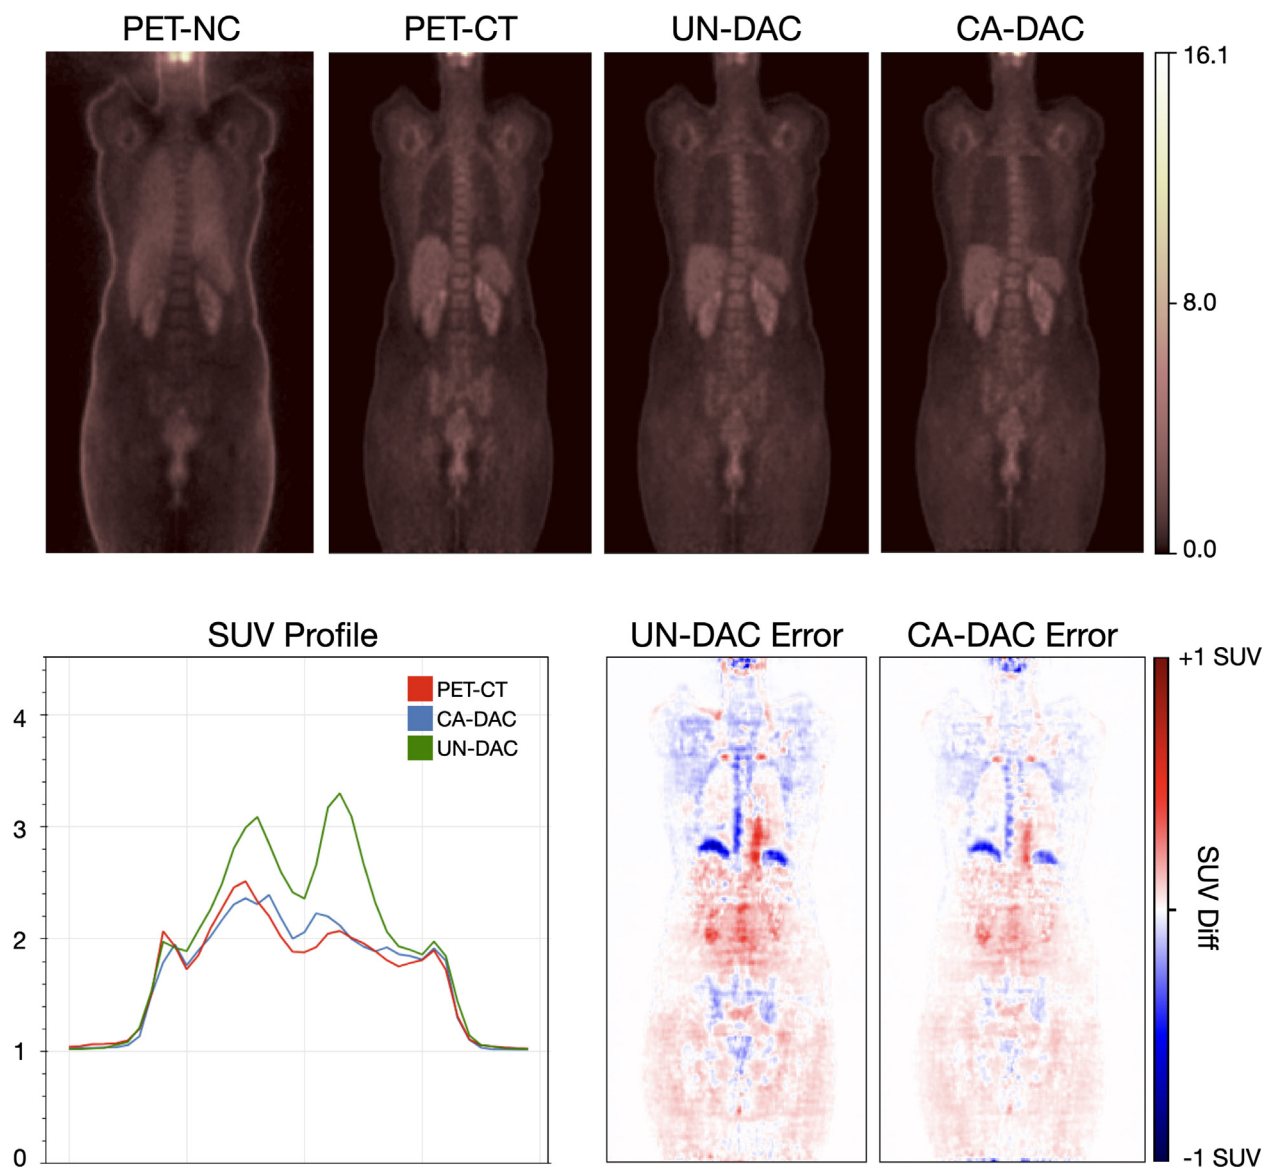 PET-NC PET-CT UN-DAC CA-DAC
16.1
8.0
0.0
SUV Profile UN-DAC Error CA-DAC Error
+1 SUV
PET-CT
CA-DAC
UN-DAC
4
3
2
1
0
SUV Diff
-1 SUV